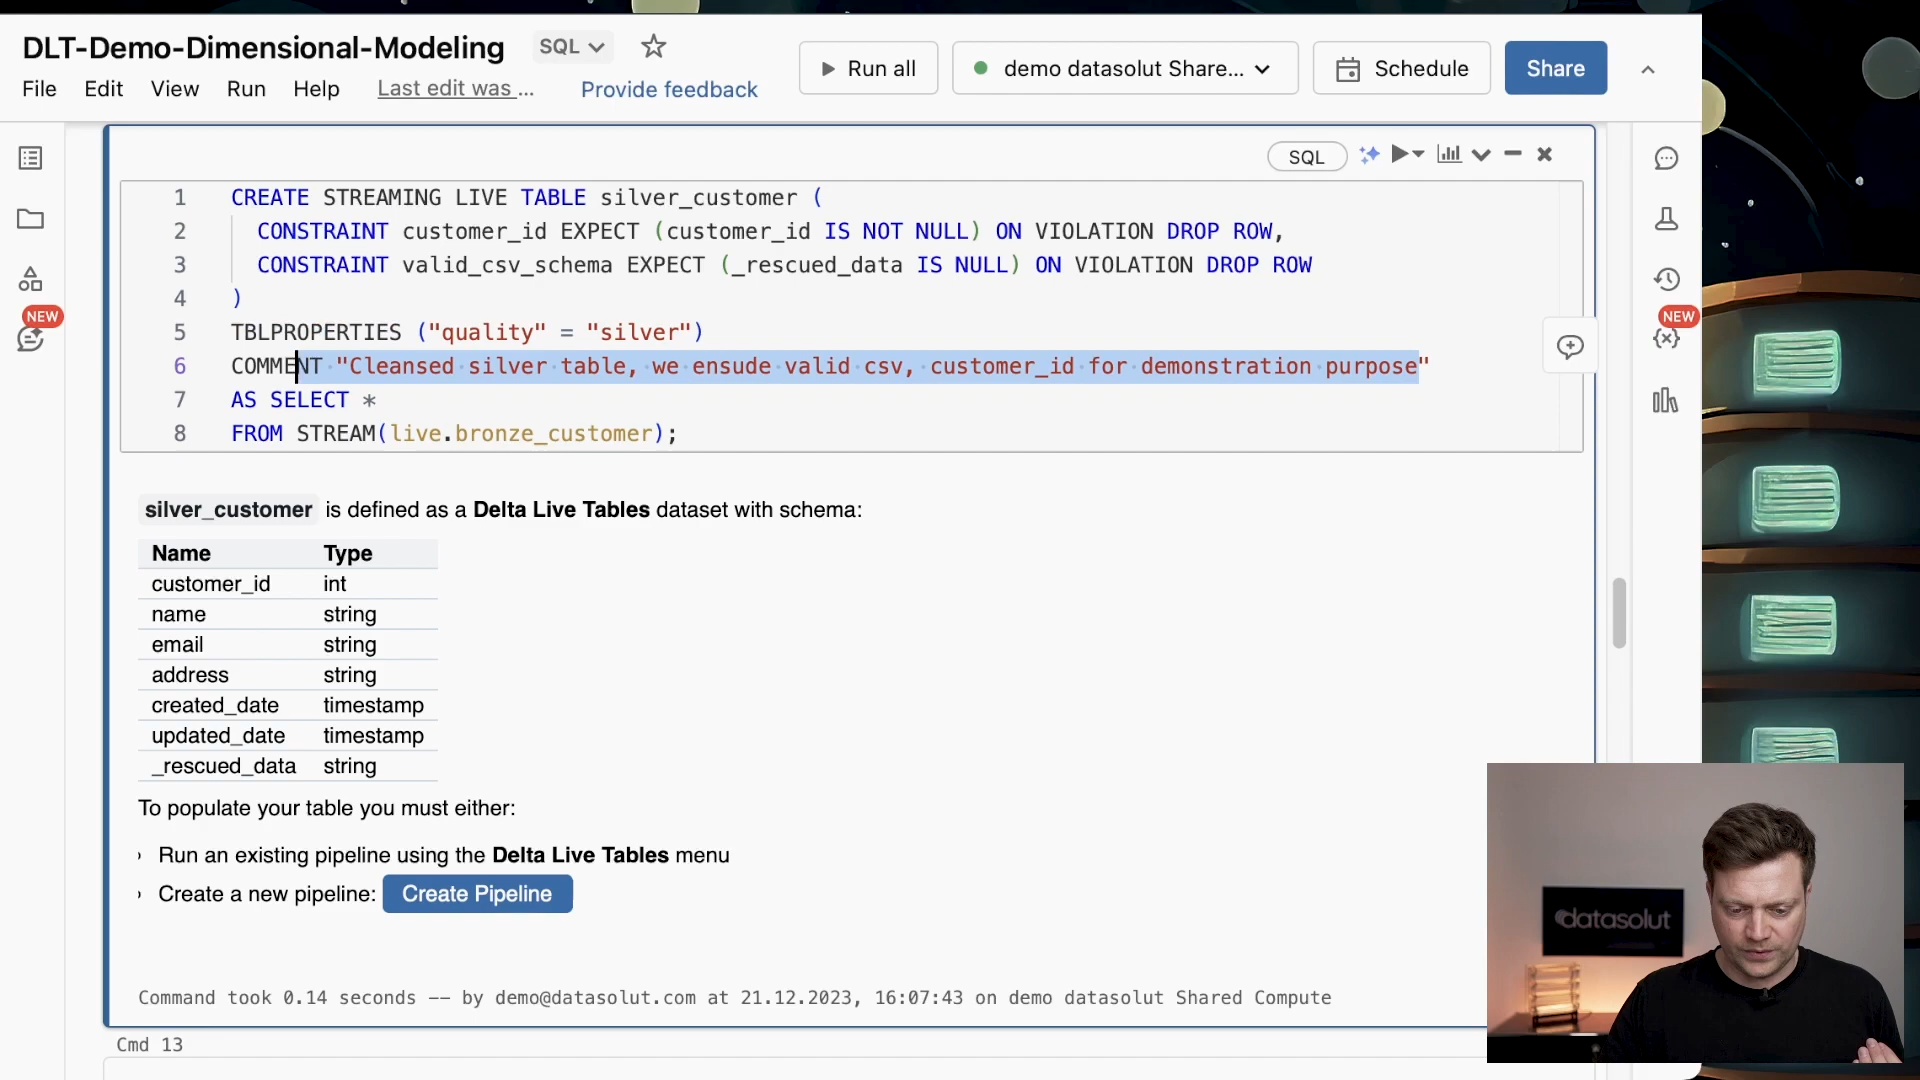 DLT-Demo-Dimensional-Modeling
SQL
File Edit View Run Help Last edit was ... Provide feedback
Run all
demo datasolut Share...
Schedule
Share
NEW
NEW
SQL
1 CREATE STREAMING LIVE TABLE silver_customer (
2 CONSTRAINT customer_id EXPECT (customer_id IS NOT NULL) ON VIOLATION DROP ROW,
3 CONSTRAINT valid_csv_schema EXPECT (_rescued_data IS NULL) ON VIOLATION DROP ROW
4 )
5 TBLPROPERTIES ("quality" = "silver")
6 COMMENT "Cleansed silver table, we ensude valid csv, customer_id for demonstration purpose"
7 AS SELECT *
8 FROM STREAM(live.bronze_customer);
silver_customer is defined as a Delta Live Tables dataset with schema:
Name Type
customer_id int
name string
email string
address string
created_date timestamp
updated_date timestamp
_rescued_data string
To populate your table you must either:
Run an existing pipeline using the Delta Live Tables menu
Create a new pipeline: Create Pipeline
Command took 0.14 seconds -- by demo@datasolut.com at 21.12.2023, 16:07:43 on demo datasolut Shared Compute
Cmd 13
datasolut